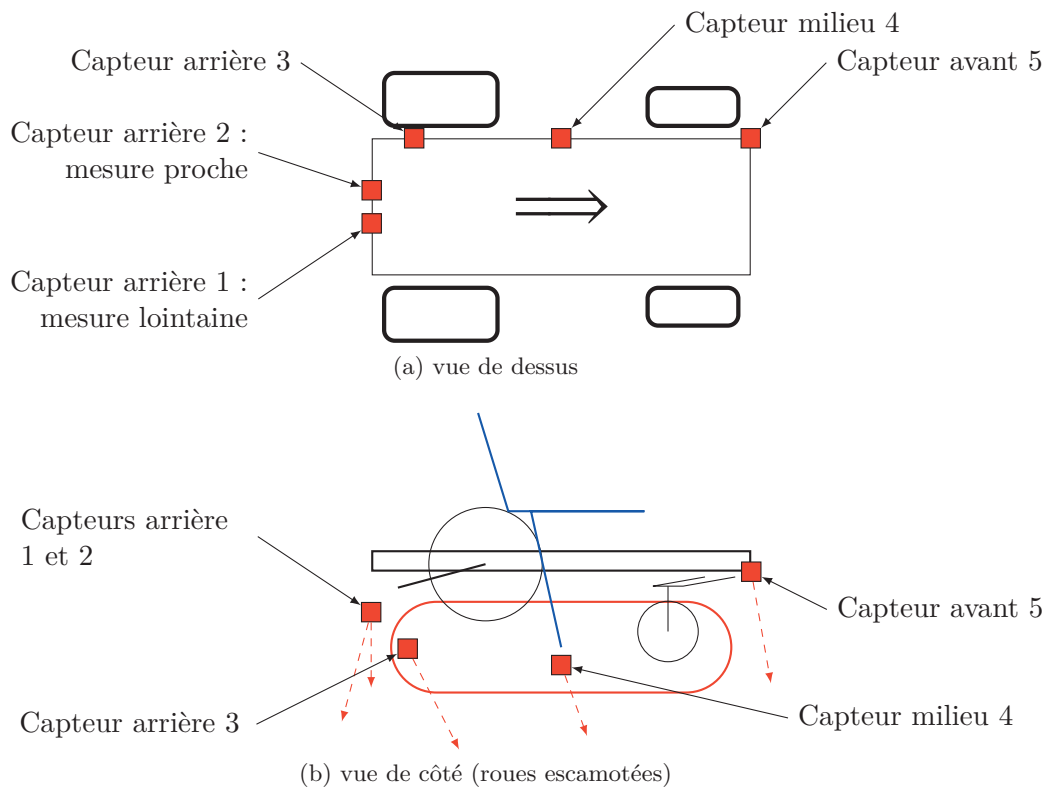 Capteur milieu 4
Capteur arrière 3
Capteur avant 5
Capteur arrière 2 :
mesure proche
Capteur arrière 1 :
mesure lointaine
(a) vue de dessus
Capteurs arrière
1 et 2
Capteur avant 5
Capteur arrière 3
Capteur milieu 4
(b) vue de côté (roues escamotées)